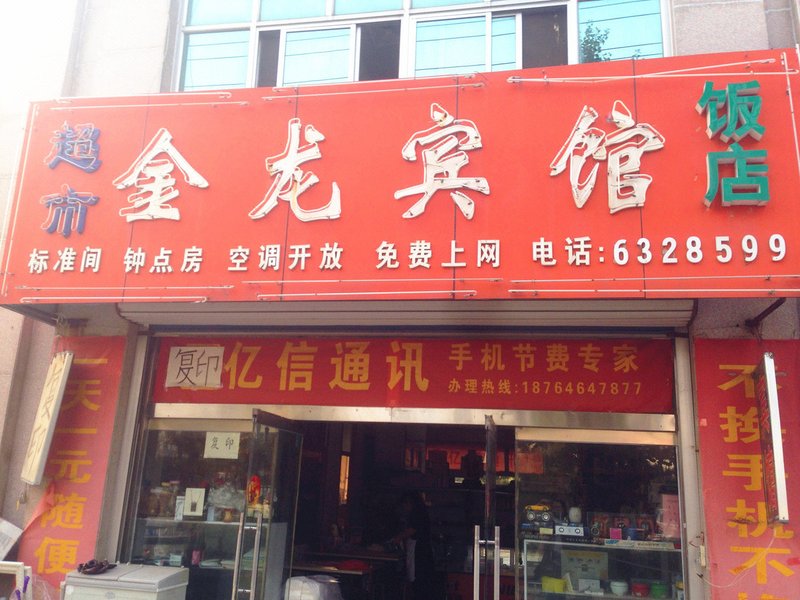 超市
金龙宾馆
饭店
标准间 钟点房 空调开放 免费上网 电话:6328599
复印
亿信通讯
手机节费专家
办理热线:18764647877
复印
一天一元随便
不换手机不